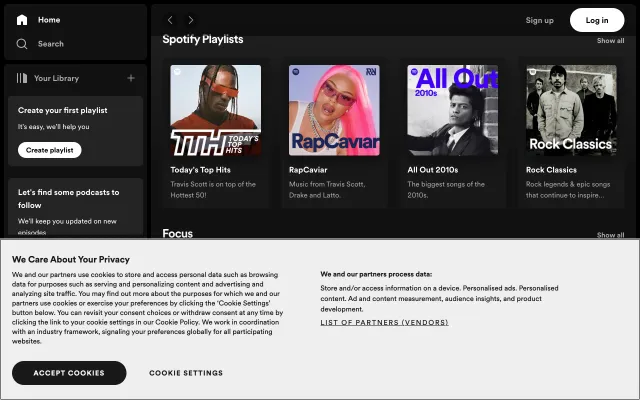 Home
Search
Your Library
Create your first playlist
It's easy, we'll help you
Create playlist
Let's find some podcasts to
follow
We'll keep you updated on new
episodes
Sign up
Log in
Spotify Playlists
Show all
TTH TODAY'S
TOP
HITS
Today's Top Hits
Travis Scott is on top of the
Hottest 50!
RapCaviar
RapCaviar
Music from Travis Scott,
Drake and Latto.
All Out
2010s
All Out 2010s
The biggest songs of the
2010s.
Rock Classics
Rock Classics
Rock legends & epic songs
that continue to inspire...
Focus
Show all
We Care About Your Privacy
We and our partners use cookies to store and access personal data such as browsing
data for purposes such as serving and personalizing content and advertising and
analyzing site traffic. You may find out more about the purposes for which we and our
partners use cookies or exercise your preferences by clicking the 'Cookie Settings'
button below. You can revisit your consent choices or withdraw consent at any time by
clicking the link to your cookie settings in our Cookie Policy. We work in coordination
with an industry framework, signaling your preferences globally for all participating
websites.
ACCEPT COOKIES
COOKIE SETTINGS
We and our partners process data:
Store and/or access information on a device. Personalised ads. Personalised
content. Ad and content measurement, audience insights, and product
development.
LIST OF PARTNERS (VENDORS)